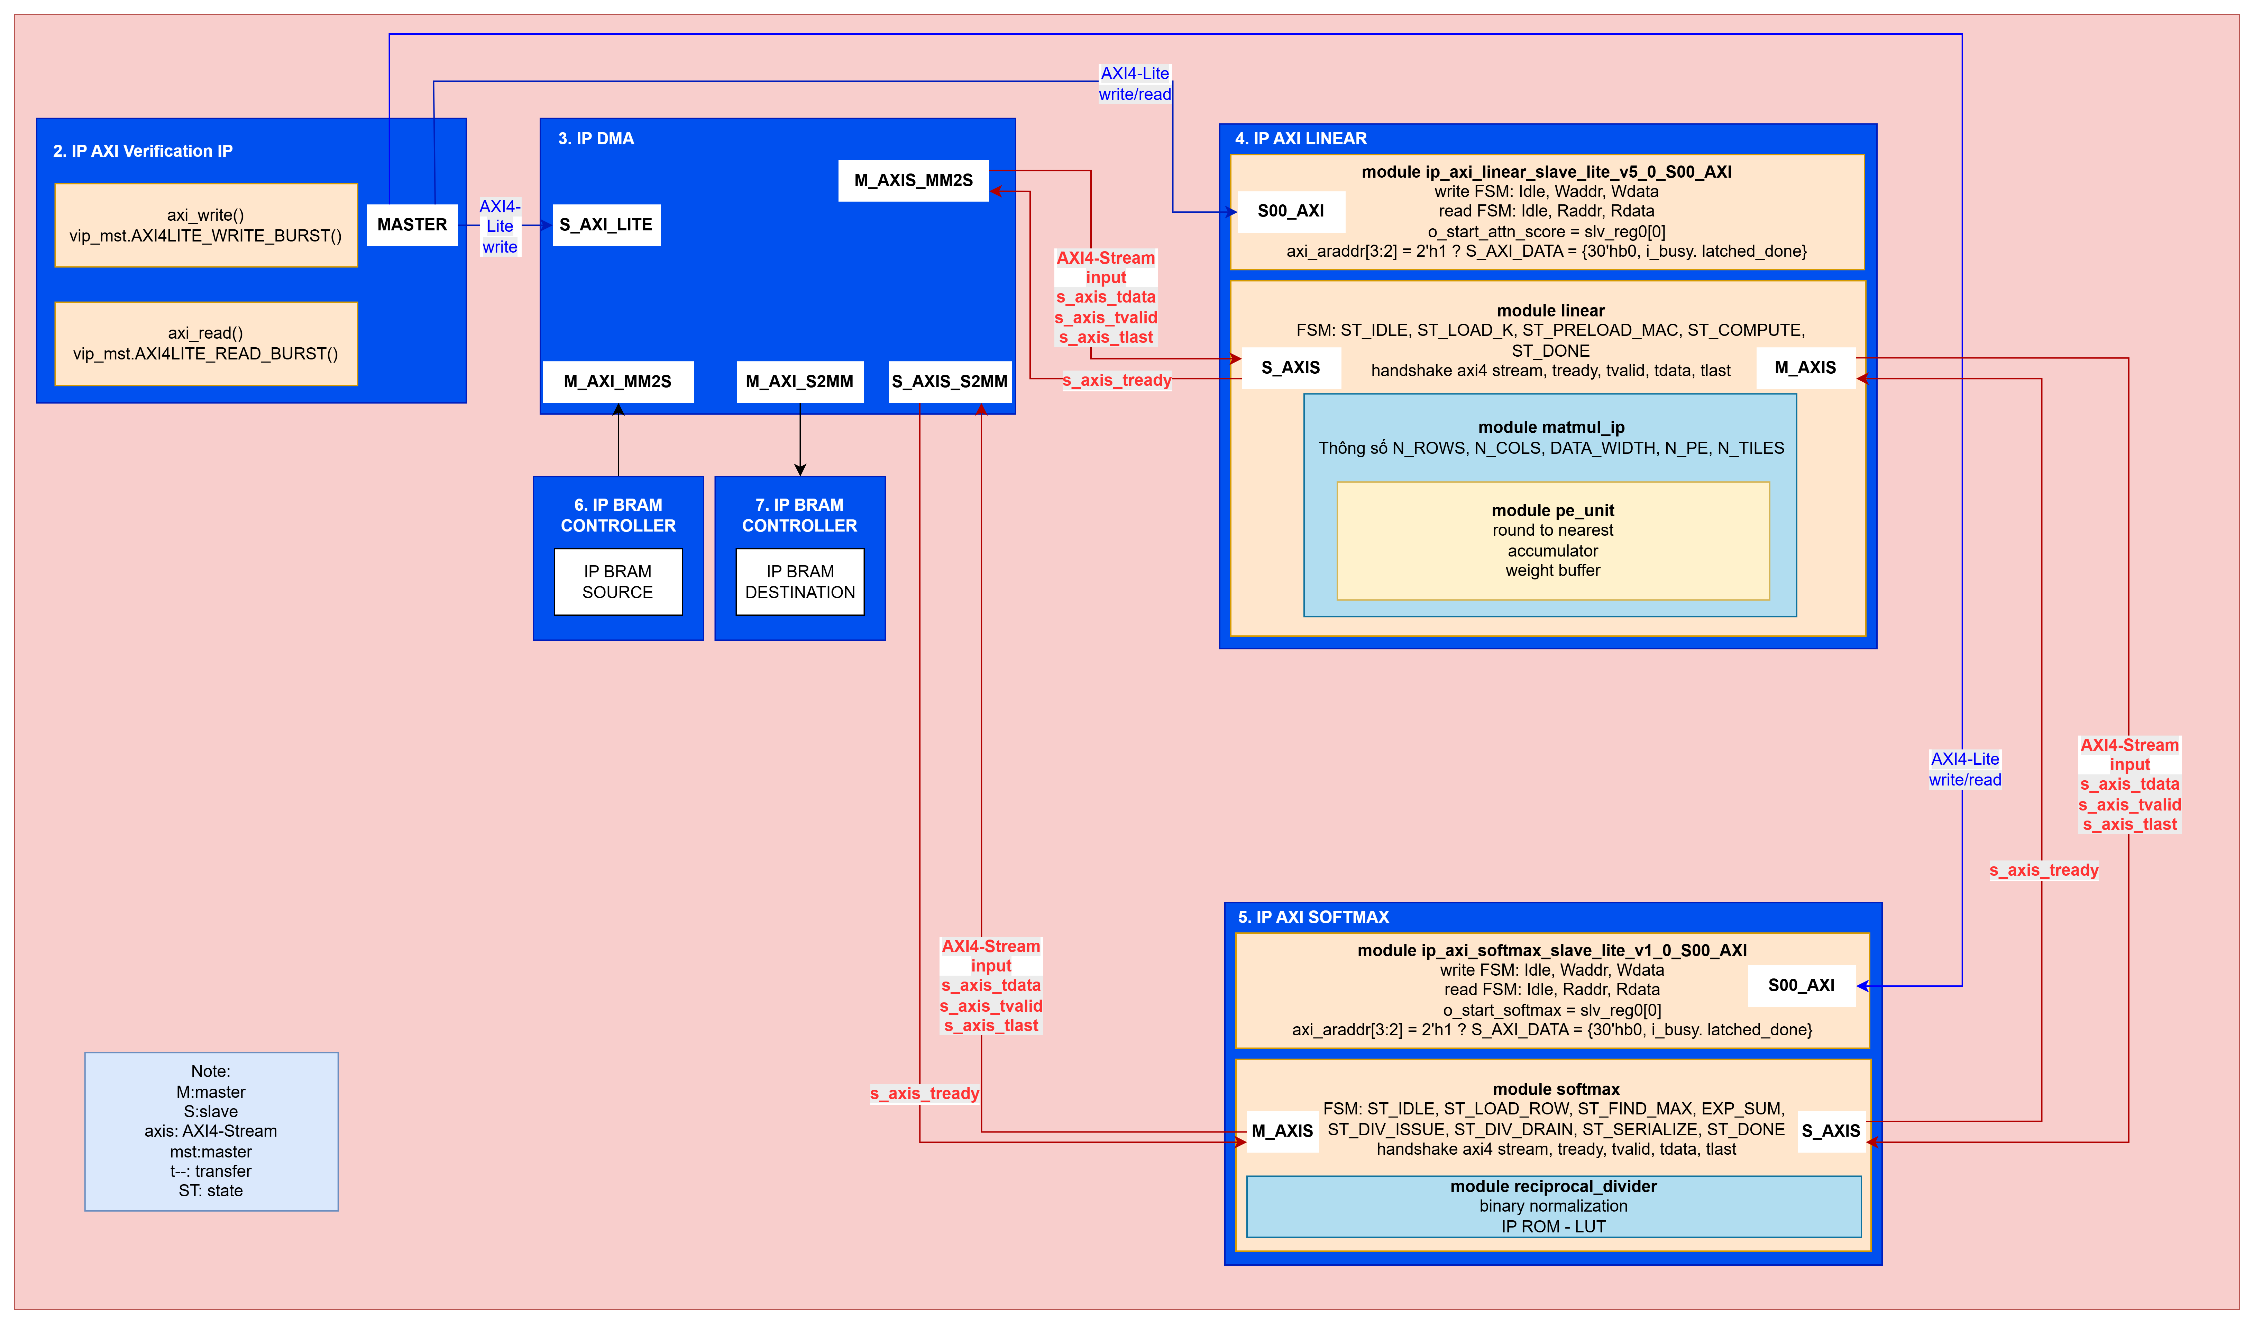 AXI4-Lite
write/read
2. IP AXI Verification IP
axi_write()
vip_mst.AXI4LITE_WRITE_BURST()
axi_read()
vip_mst.AXI4LITE_READ_BURST()
MASTER
AXI4-
Lite
write
3. IP DMA
M_AXIS_MM2S
S_AXI_LITE
M_AXI_MM2S
M_AXI_S2MM
S_AXIS_S2MM
AXI4-Stream
input
s_axis_tdata
s_axis_tvalid
s_axis_tlast
s_axis_tready
4. IP AXI LINEAR
module ip_axi_linear_slave_lite_v5_0_S00_AXI
write FSM: Idle, Waddr, Wdata
read FSM: Idle, Raddr, Rdata
o_start_attn_score = slv_reg0[0]
axi_araddr[3:2] = 2'h1 ? S_AXI_DATA = {30'hb0, i_busy. latched_done}
S00_AXI
module linear
FSM: ST_IDLE, ST_LOAD_K, ST_PRELOAD_MAC, ST_COMPUTE,
ST_DONE
handshake axi4 stream, tready, tvalid, tdata, tlast
S_AXIS
M_AXIS
module matmul_ip
Thông số N_ROWS, N_COLS, DATA_WIDTH, N_PE, N_TILES
module pe_unit
round to nearest
accumulator
weight buffer
6. IP BRAM
CONTROLLER
IP BRAM
SOURCE
7. IP BRAM
CONTROLLER
IP BRAM
DESTINATION
AXI4-Lite
write/read
AXI4-Stream
input
s_axis_tdata
s_axis_tvalid
s_axis_tlast
s_axis_tready
AXI4-Stream
input
s_axis_tdata
s_axis_tvalid
s_axis_tlast
s_axis_tready
5. IP AXI SOFTMAX
module ip_axi_softmax_slave_lite_v1_0_S00_AXI
write FSM: Idle, Waddr, Wdata
read FSM: Idle, Raddr, Rdata
o_start_softmax = slv_reg0[0]
axi_araddr[3:2] = 2'h1 ? S_AXI_DATA = {30'hb0, i_busy. latched_done}
S00_AXI
module softmax
FSM: ST_IDLE, ST_LOAD_ROW, ST_FIND_MAX, EXP_SUM,
ST_DIV_ISSUE, ST_DIV_DRAIN, ST_SERIALIZE, ST_DONE
handshake axi4 stream, tready, tvalid, tdata, tlast
M_AXIS
S_AXIS
module reciprocal_divider
binary normalization
IP ROM - LUT
Note:
M:master
S:slave
axis: AXI4-Stream
mst:master
t--: transfer
ST: state